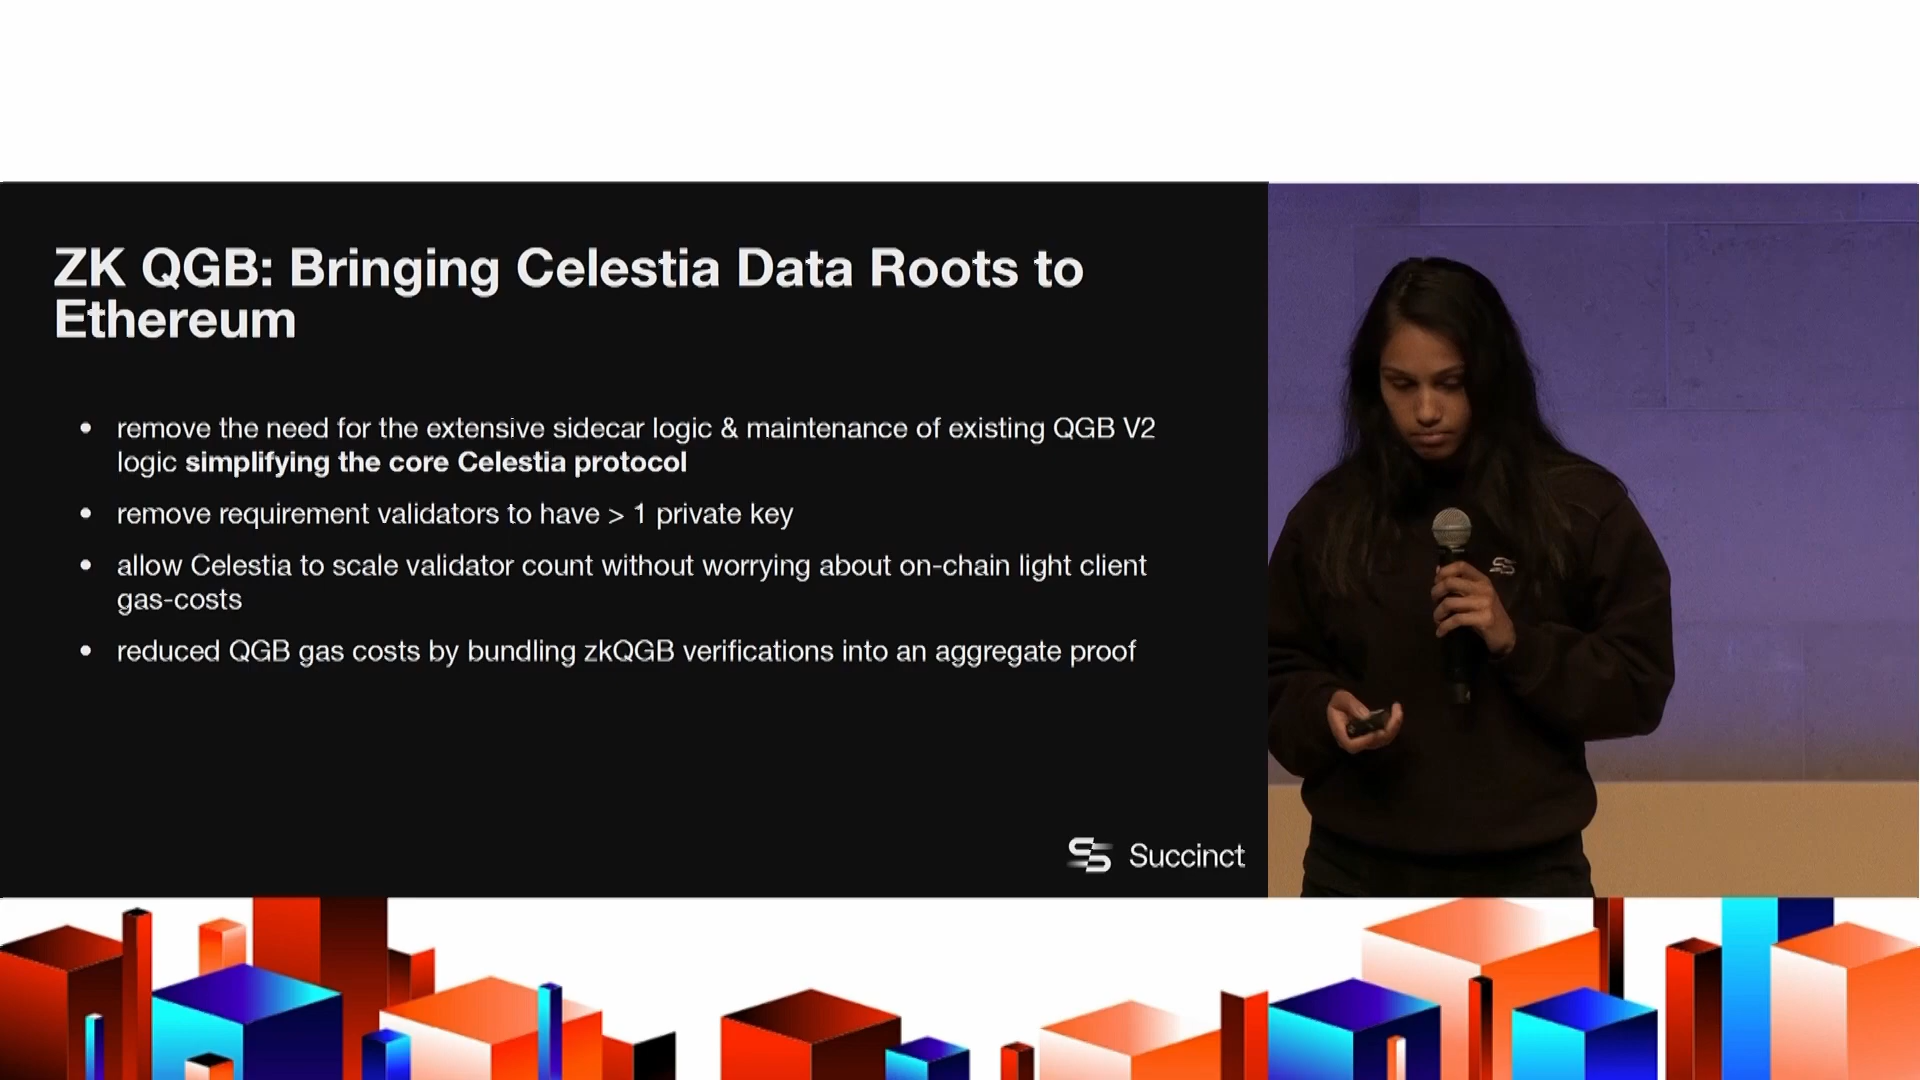 ZK QGB: Bringing Celestia Data Roots to
Ethereum
• remove the need for the extensive sidecar logic & maintenance of existing QGB V2
logic simplifying the core Celestia protocol
• remove requirement validators to have > 1 private key
• allow Celestia to scale validator count without worrying about on-chain light client
gas-costs
• reduced QGB gas costs by bundling zkQGB verifications into an aggregate proof
Succinct